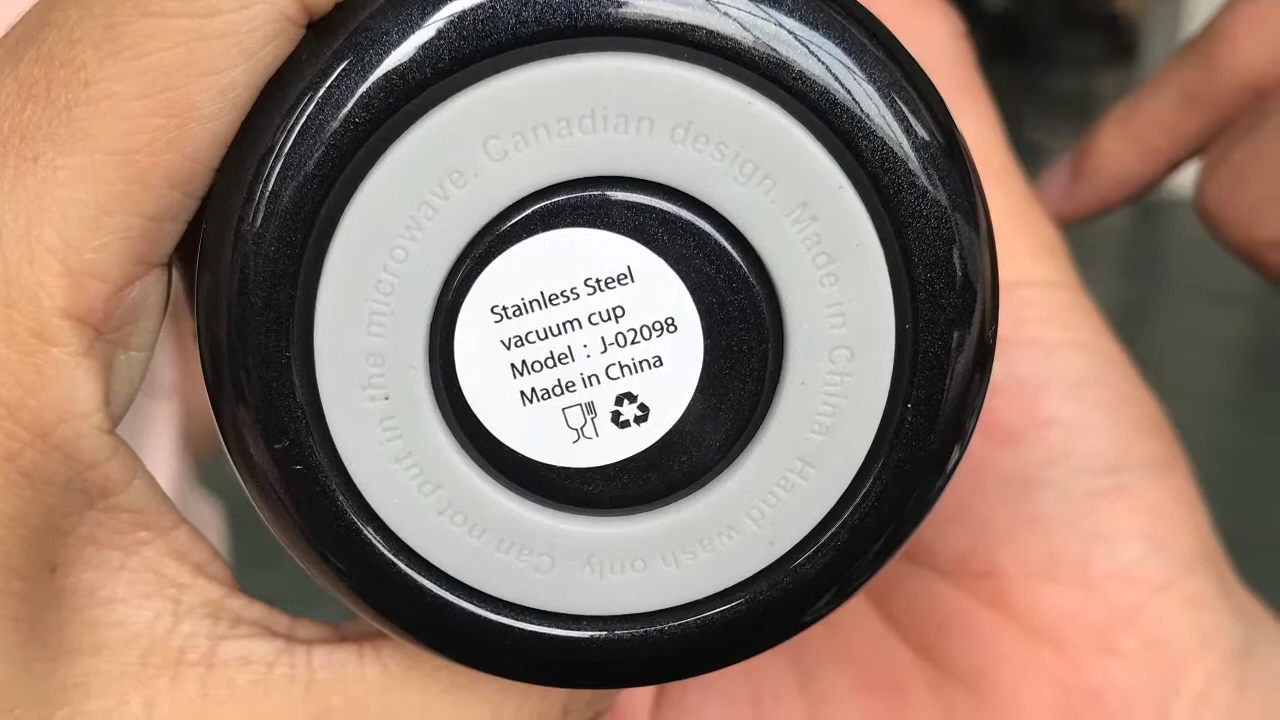 Canadian design. Made in China. Hand wash only. Can not put in the microwave.
Stainless Steel
vacuum cup
Model : J-02098
Made in China